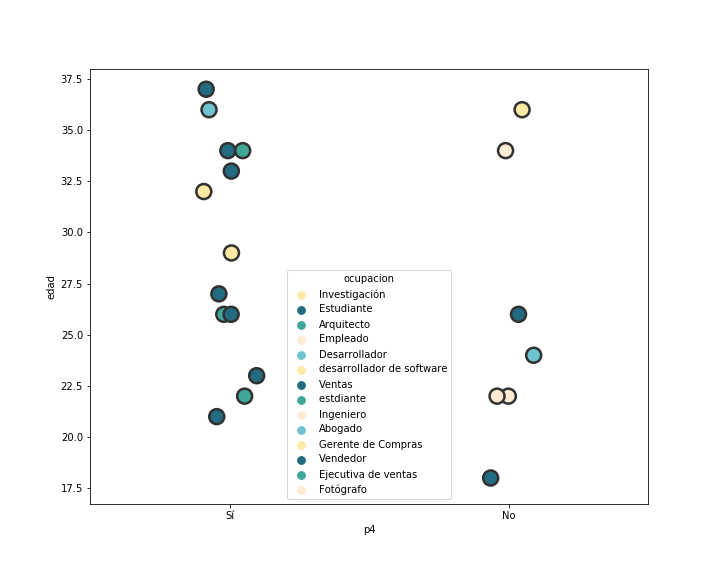 37.5
35.0
32.5
30.0
27.5
25.0
22.5
20.0
17.5
edad
ocupacion
Investigación
Estudiante
Arquitecto
Empleado
Desarrollador
desarrollador de software
Ventas
estdiante
Ingeniero
Abogado
Gerente de Compras
Vendedor
Ejecutiva de ventas
Fotógrafo
Sí No
p4